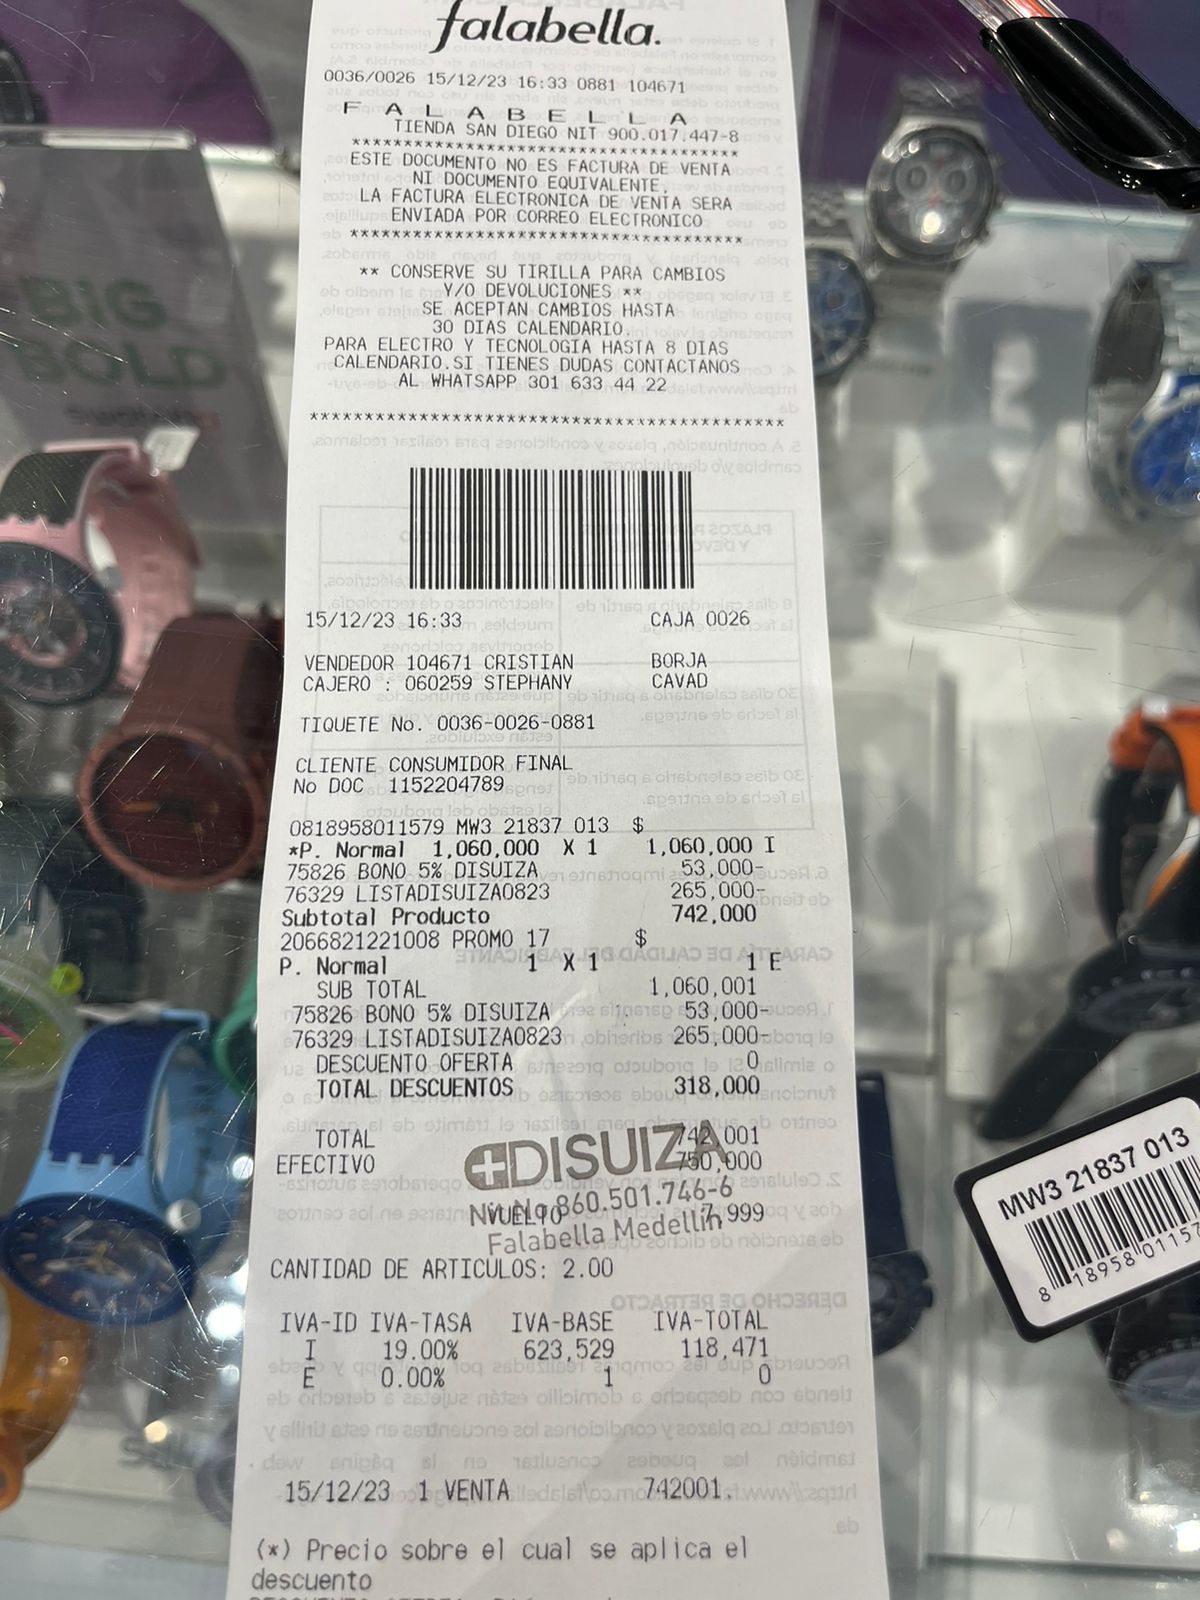 falabella.
0036/0026 15/12/23 16:33 0881 104671
F A L A B E L L A
TIENDA SAN DIEGO NIT 900.017.447-8
****************************************
ESTE DOCUMENTO NO ES FACTURA DE VENTA
NI DOCUMENTO EQUIVALENTE,
LA FACTURA ELECTRONICA DE VENTA SERA
ENVIADA POR CORREO ELECTRONICO
****************************************
** CONSERVE SU TIRILLA PARA CAMBIOS
Y/O DEVOLUCIONES **
SE ACEPTAN CAMBIOS HASTA
30 DIAS CALENDARIO.
PARA ELECTRO Y TECNOLOGIA HASTA 8 DIAS
CALENDARIO.SI TIENES DUDAS CONTACTANOS
AL WHATSAPP 301 633 44 22
************************************************
15/12/23 16:33 CAJA 0026
VENDEDOR 104671 CRISTIAN BORJA
CAJERO : 060259 STEPHANY CAVAD
TIQUETE No. 0036-0026-0881
CLIENTE CONSUMIDOR FINAL
No DOC 1152204789
0818958011579 MW3 21837 013 $
*P. Normal 1,060,000 X 1 1,060,000 I
75826 BONO 5% DISUIZA 53,000-
76329 LISTADISUIZA0823 265,000-
Subtotal Producto 742,000
2066821221008 PROMO 17 $
P. Normal 1 X 1 1 E
SUB TOTAL 1,060,001
75826 BONO 5% DISUIZA 53,000-
76329 LISTADISUIZA0823 265,000-
DESCUENTO OFERTA 0
TOTAL DESCUENTOS 318,000
TOTAL 742,001
EFECTIVO 750,000
DISUIZA
Nit No 860.501.746-6
VUELTO 7,999
Falabella Medellín
CANTIDAD DE ARTICULOS: 2.00
IVA-ID IVA-TASA IVA-BASE IVA-TOTAL
I 19.00% 623,529 118,471
E 0.00% 1 0
15/12/23 1 VENTA 742001.
(*) Precio sobre el cual se aplica el
descuento
BIG
BOLD
MW3 21837 013
8 18958 01157